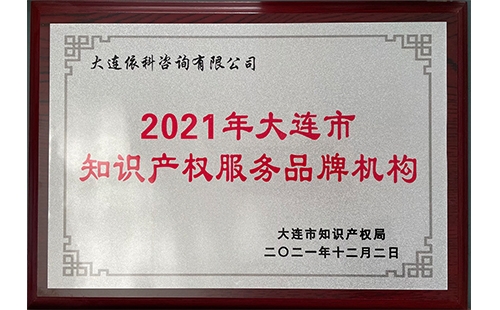 大连依科咨询有限公司
2021年大连市
知识产权服务品牌机构
大连市知识产权局
二〇二一年十二月二日